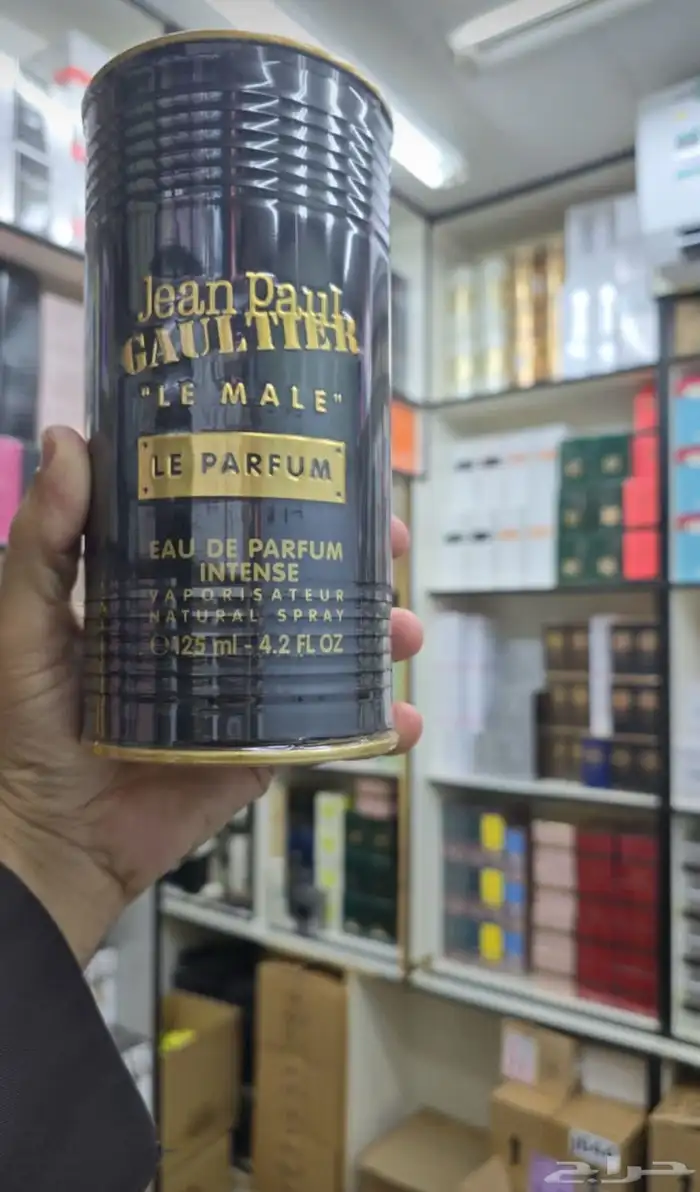 Jean Paul
GAULTIER
"LE MALE"
LE PARFUM
EAU DE PARFUM
INTENSE
VAPORISATEUR
NATURAL SPRAY
℮125 ml - 4.2 FL OZ
حراج